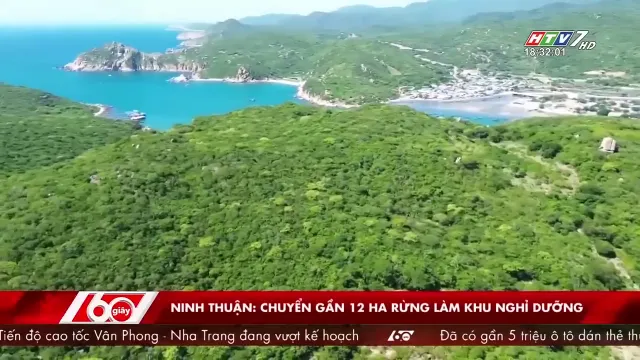 HTV7 HD
18:32:01
60 giây
NINH THUẬN: CHUYỂN GẦN 12 HA RỪNG LÀM KHU NGHỈ DƯỠNG
Tiến độ cao tốc Vân Phong - Nha Trang đang vượt kế hoạch
60
Đã có gần 5 triệu ô tô dán thẻ th